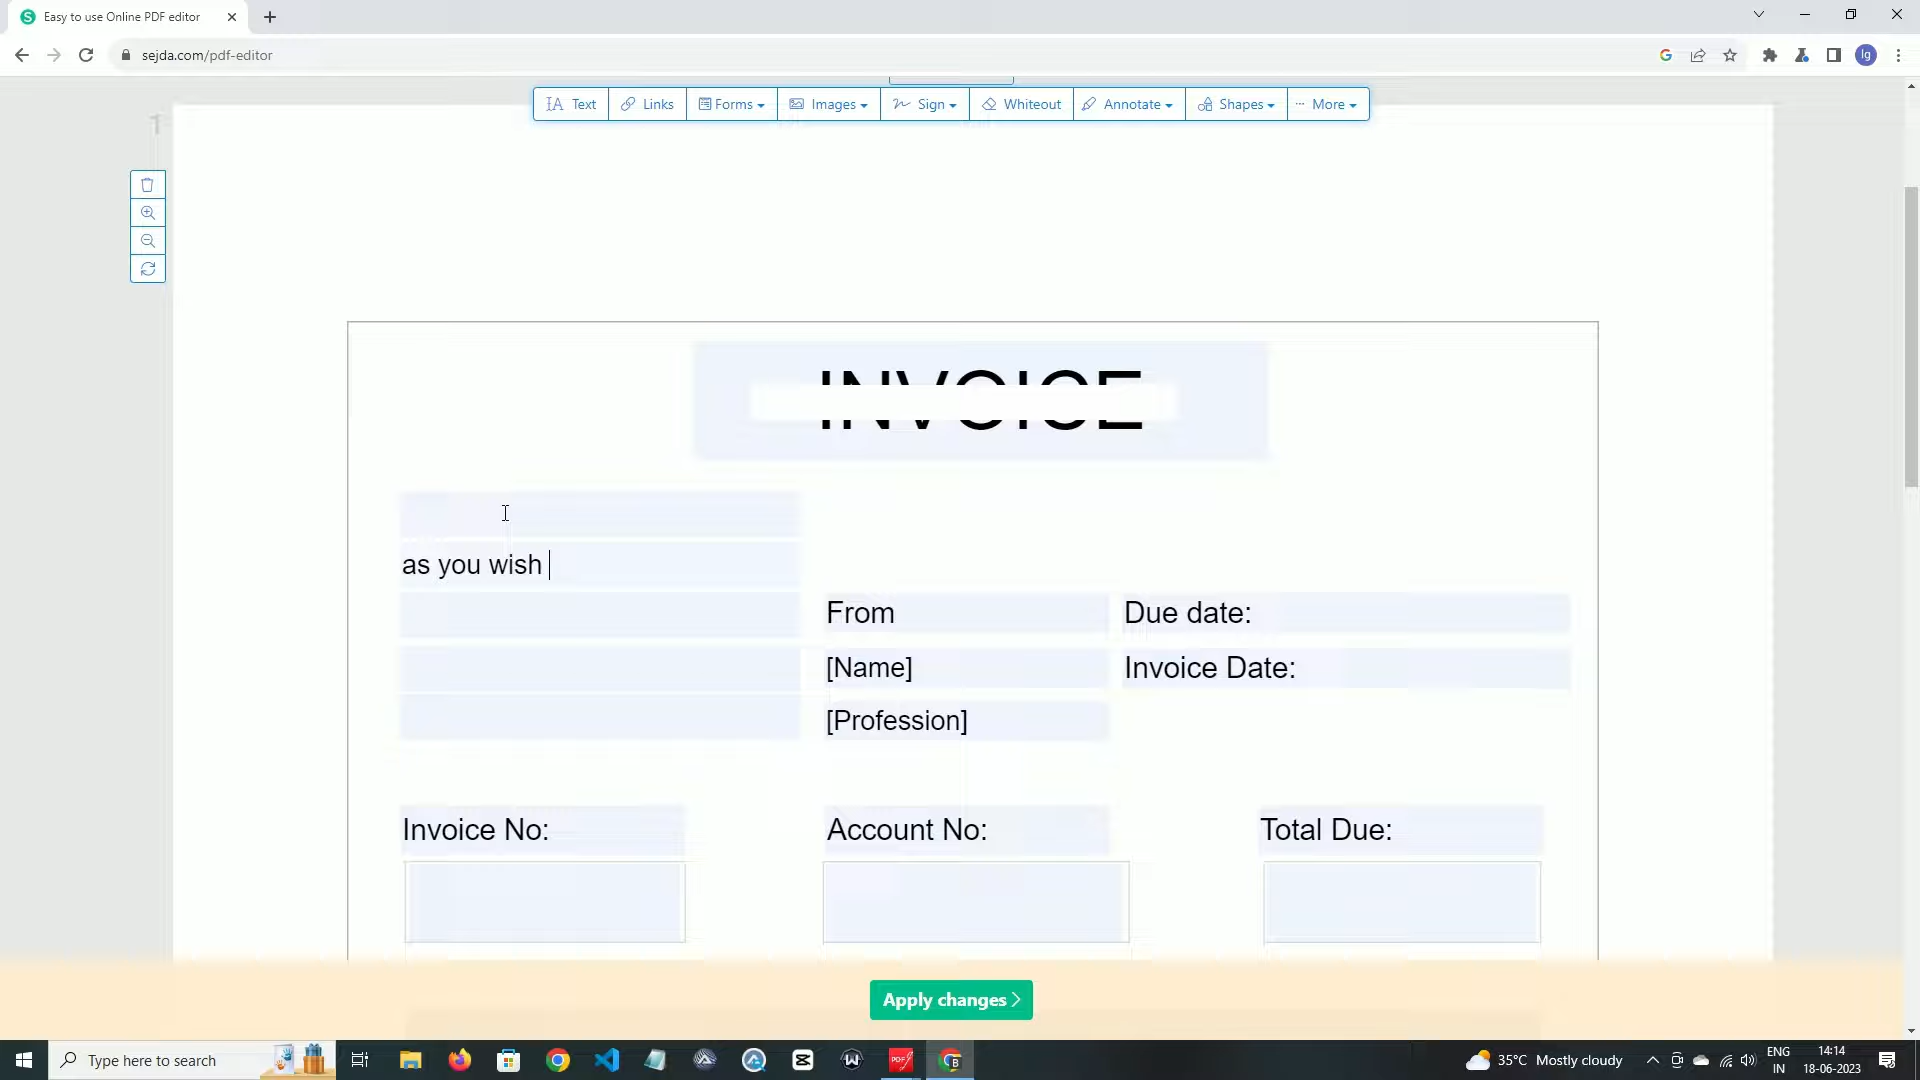 Easy to use Online PDF editor
sejda.com/pdf-editor
lg
Text Links Forms Images Sign Whiteout Annotate Shapes More
1
INVOICE
as you wish
From Due date:
[Name] Invoice Date:
[Profession]
Invoice No: Account No: Total Due:
Apply changes
Type here to search
35°C Mostly cloudy
ENG
IN
14:14
18-06-2023